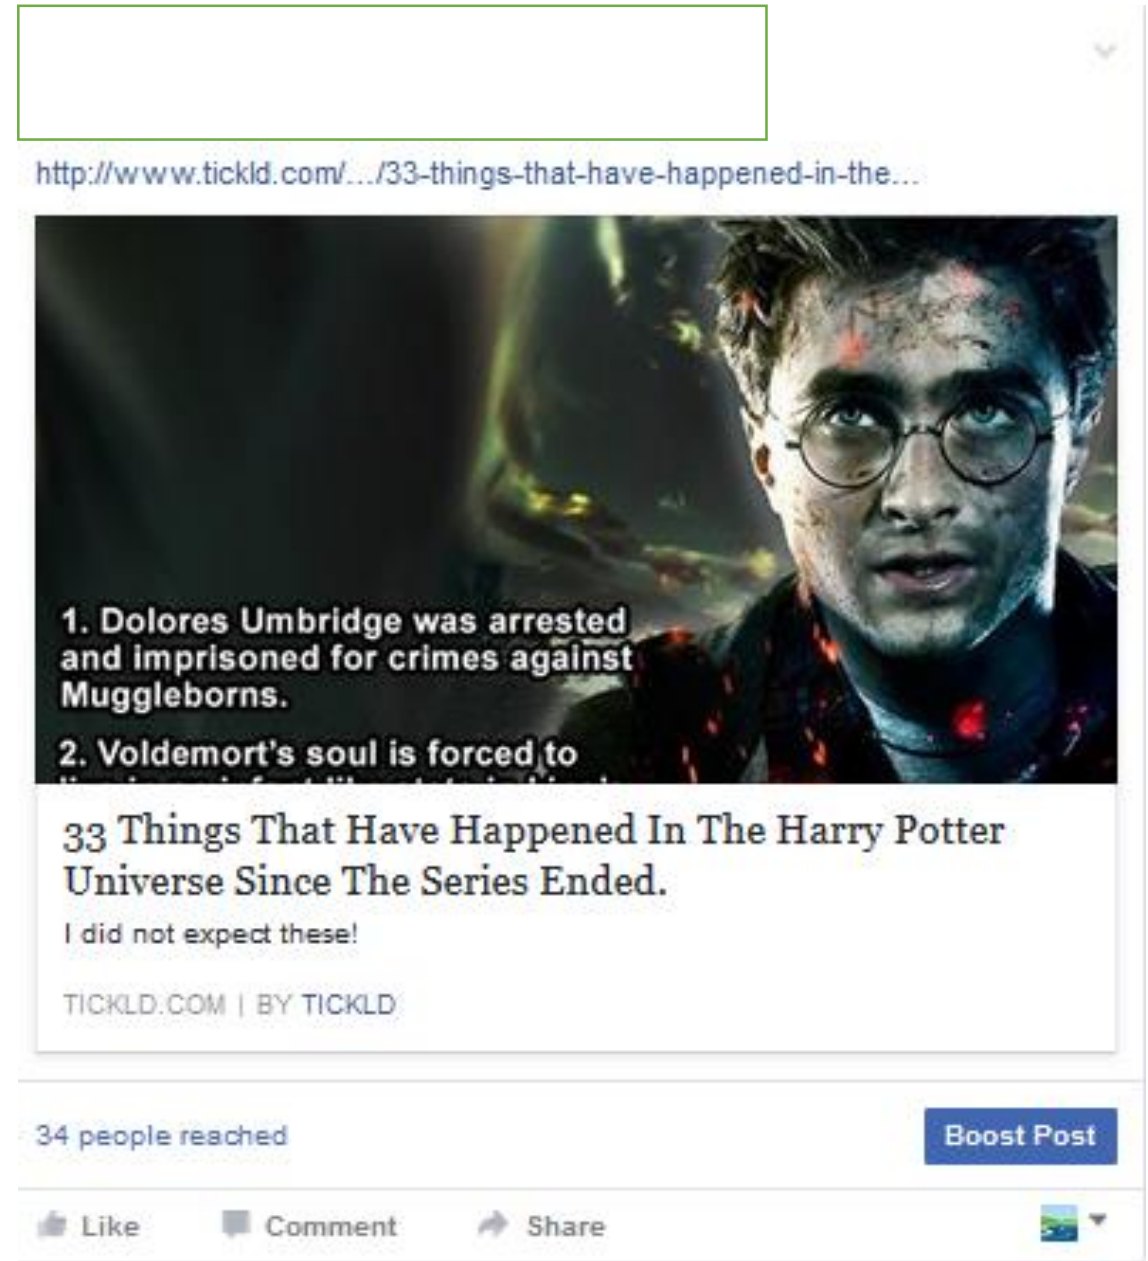 http://www.tickld.com/.../33-things-that-have-happened-in-the...
1. Dolores Umbridge was arrested
and imprisoned for crimes against
Muggleborns.
2. Voldemort's soul is forced to
33 Things That Have Happened In The Harry Potter
Universe Since The Series Ended.
I did not expect these!
TICKLD.COM | BY TICKLD
34 people reached
Boost Post
Like Comment Share